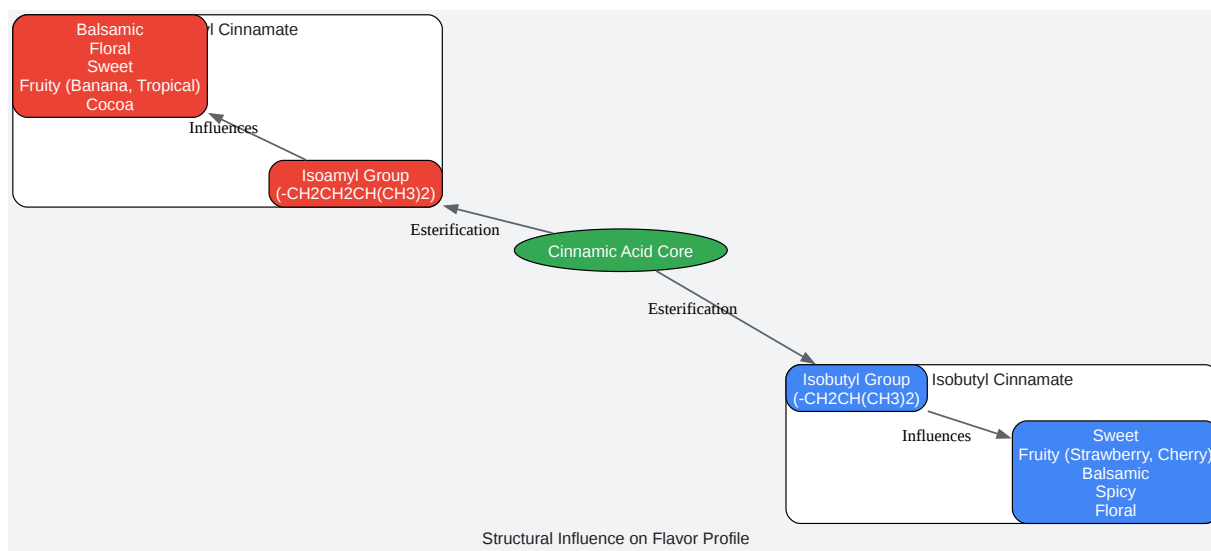 Balsamic
Floral
Sweet
Fruity (Banana, Tropical)
Cocoa
Cinnamate
Influences
Isoamyl Group
(-CH2CH2CH(CH3)2)
Esterification
Cinnamic Acid Core
Esterification
Isobutyl Group
(-CH2CH(CH3)2)
Isobutyl Cinnamate
Influences
Sweet
Fruity (Strawberry, Cherry)
Balsamic
Spicy
Floral
Structural Influence on Flavor Profile